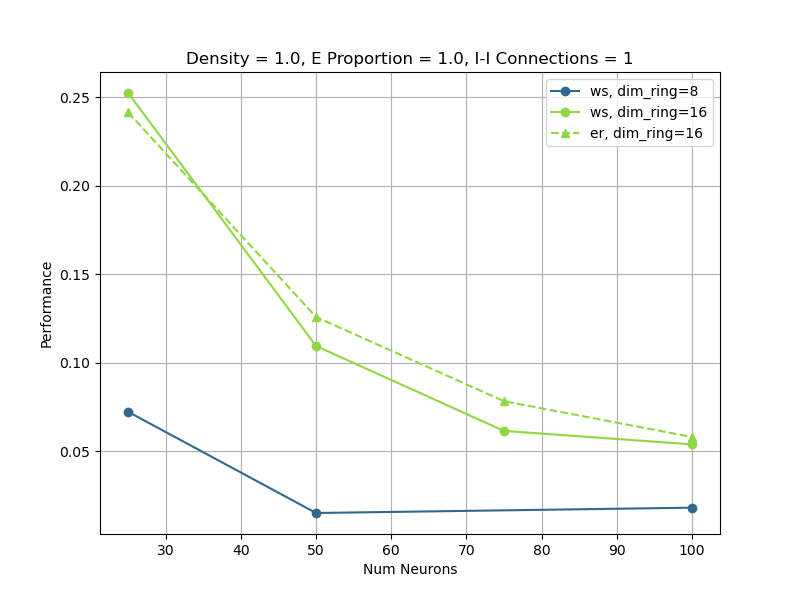 Density = 1.0, E Proportion = 1.0, I-I Connections = 1
ws, dim_ring=8
ws, dim_ring=16
er, dim_ring=16
Performance
0.25
0.20
0.15
0.10
0.05
30 40 50 60 70 80 90 100
Num Neurons